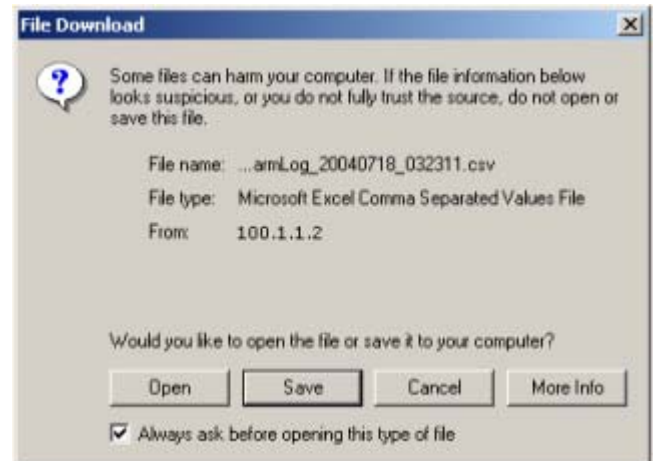 File Download
Some files can harm your computer. If the file information below
looks suspicious, or you do not fully trust the source, do not open or
save this file.
File name: ...armLog_20040718_032311.csv
File type: Microsoft Excel Comma Separated Values File
From: 100.1.1.2
Would you like to open the file or save it to your computer?
Open Save Cancel More Info
Always ask before opening this type of file